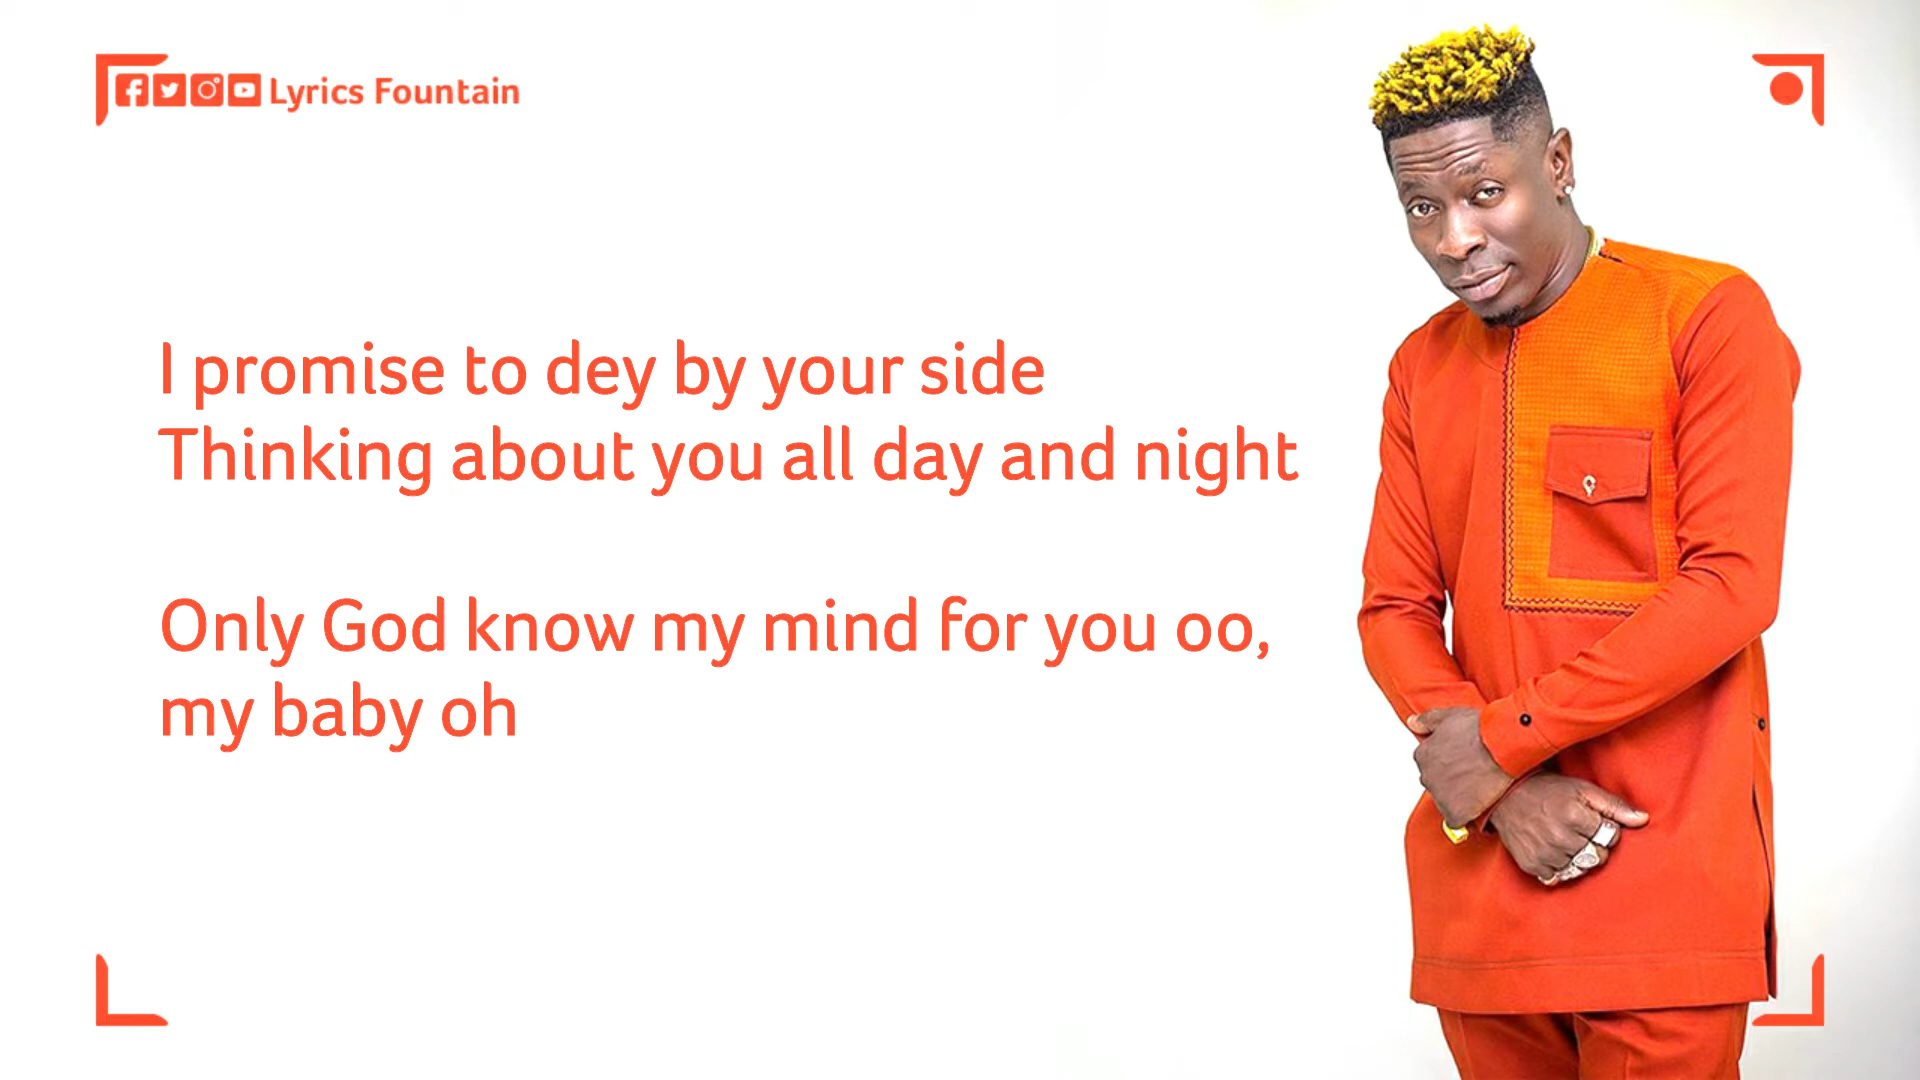 Lyrics Fountain
I promise to dey by your side
Thinking about you all day and night
Only God know my mind for you oo,
my baby oh